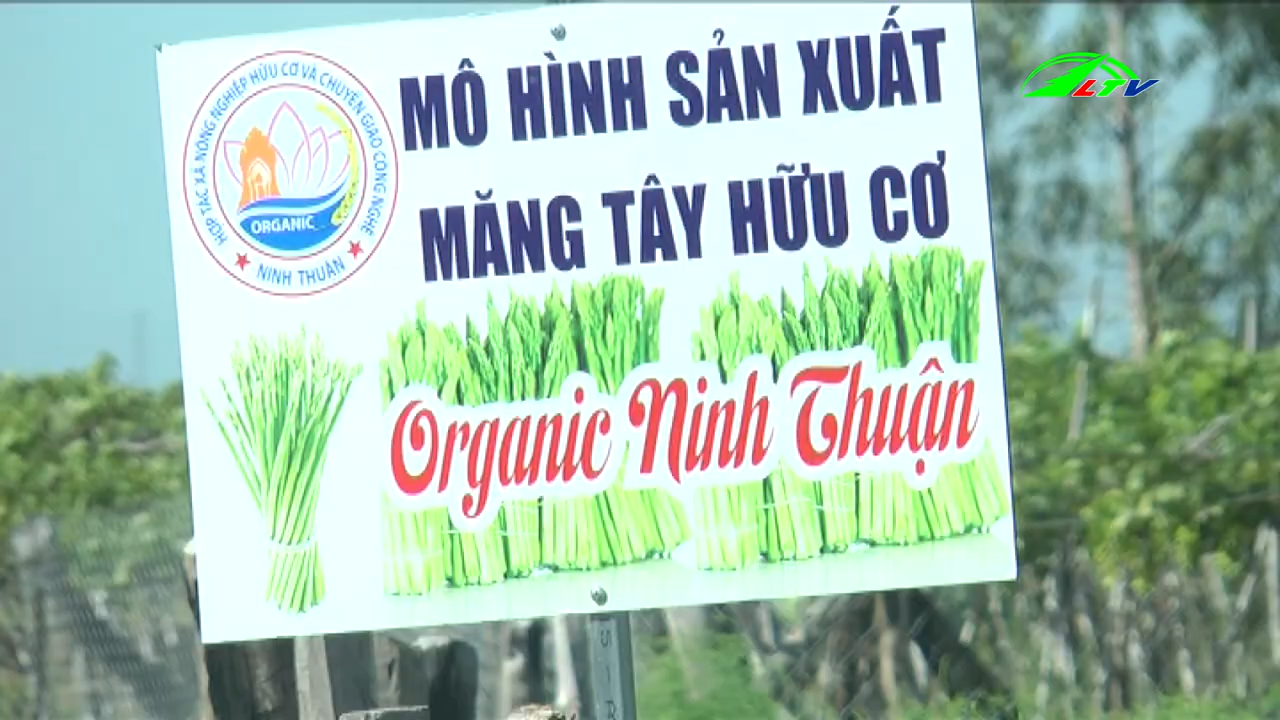 LTV
MÔ HÌNH SẢN XUẤT
MĂNG TÂY HỮU CƠ
HỢP TÁC XÃ NÔNG NGHIỆP HỮU CƠ VÀ CHUYỂN GIAO CÔNG NGHỆ
ORGANIC
NINH THUẬN
Organic Ninh Thuận